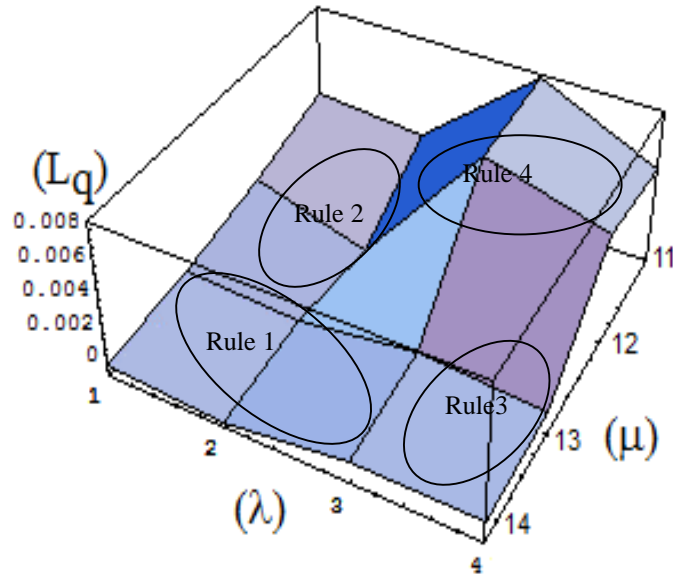 (Lq)
0.008
0.006
0.004
0.002
0
1
2
3
4
(λ)
14
13
12
11
(μ)
Rule 1
Rule 2
Rule3
Rule 4